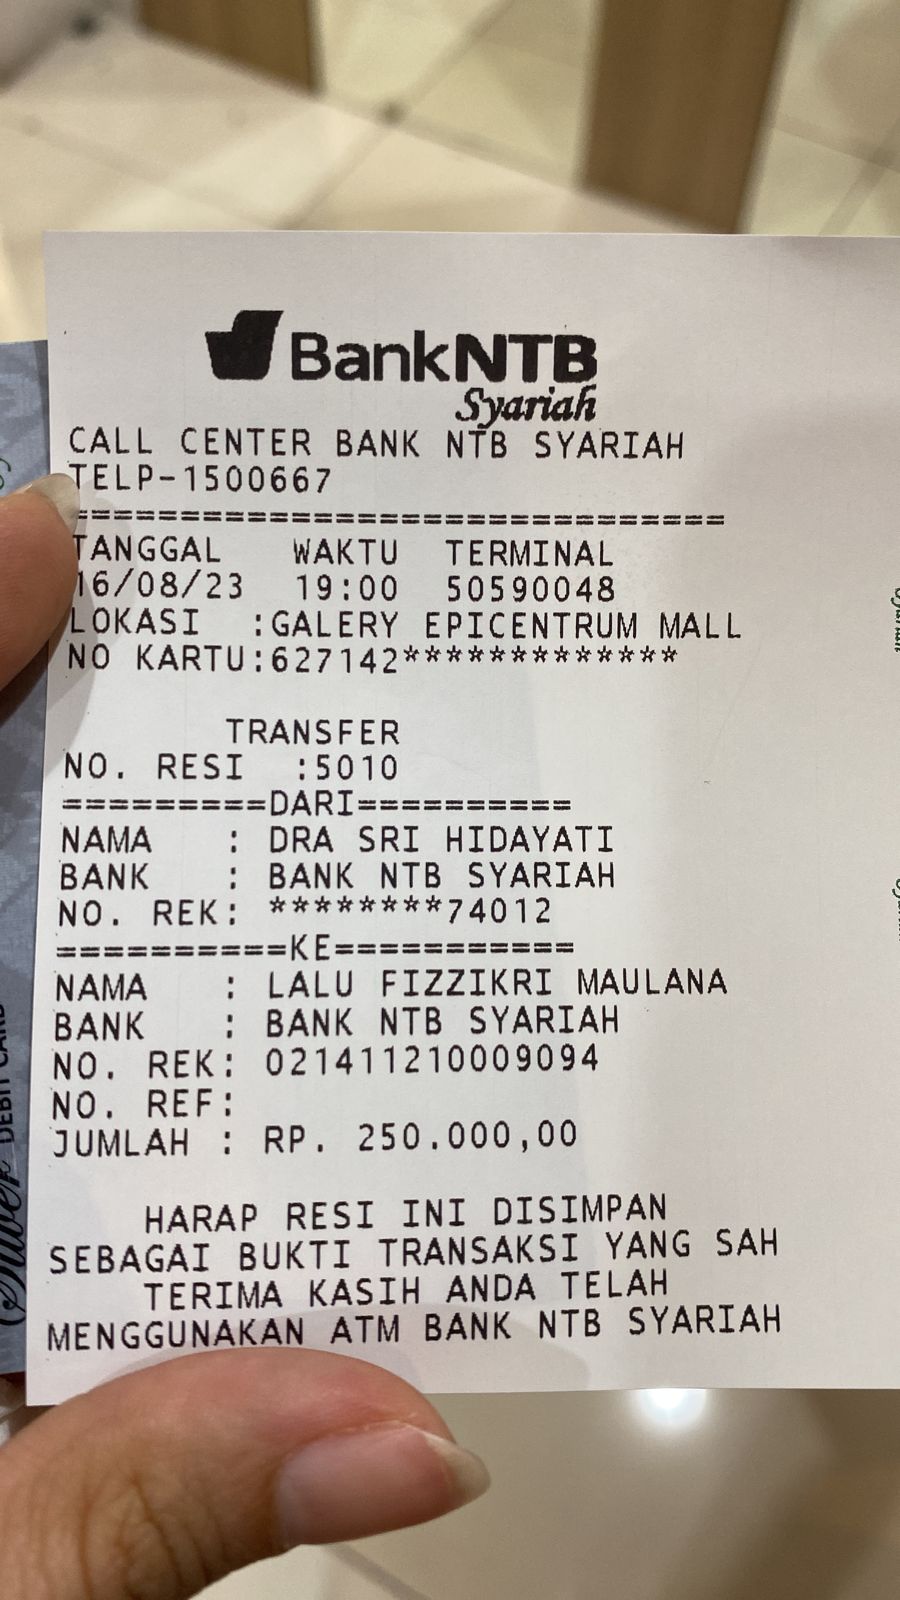 BankNTB
Syariah
CALL CENTER BANK NTB SYARIAH
TELP-1500667
===============================
TANGGAL WAKTU TERMINAL
16/08/23 19:00 50590048
LOKASI :GALERY EPICENTRUM MALL
NO KARTU:627142*************
TRANSFER
NO. RESI :5010
=========DARI==========
NAMA : DRA SRI HIDAYATI
BANK : BANK NTB SYARIAH
NO. REK: ********74012
==========KE===========
NAMA : LALU FIZZIKRI MAULANA
BANK : BANK NTB SYARIAH
NO. REK: 021411210009094
NO. REF:
JUMLAH : RP. 250.000,00
HARAP RESI INI DISIMPAN
SEBAGAI BUKTI TRANSAKSI YANG SAH
TERIMA KASIH ANDA TELAH
MENGGUNAKAN ATM BANK NTB SYARIAH
Silver DEBIT CARD